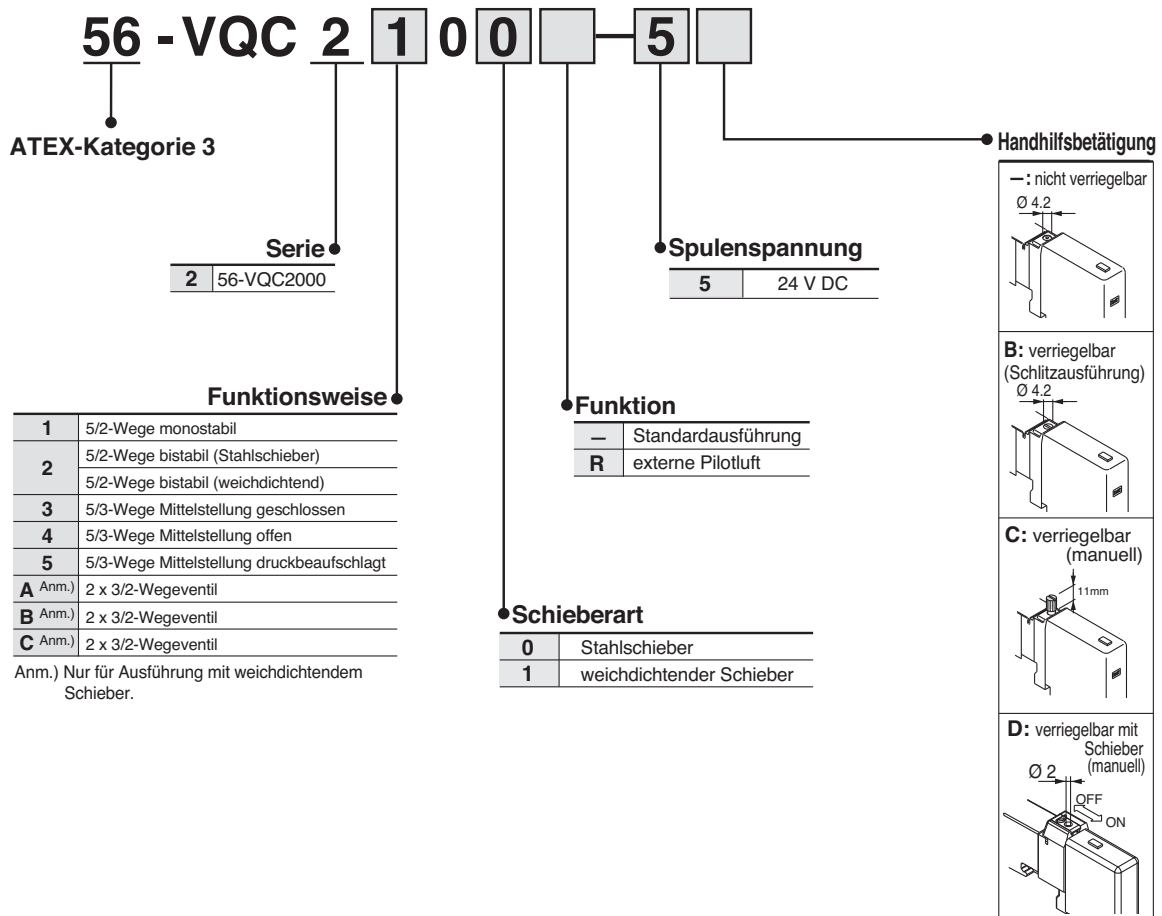 56 - VQC 2 1 0 0 — 5
ATEX-Kategorie 3
Serie
2 56-VQC2000
Funktionsweise
1 5/2-Wege monostabil
2 5/2-Wege bistabil (Stahlschieber)
5/2-Wege bistabil (weichdichtend)
3 5/3-Wege Mittelstellung geschlossen
4 5/3-Wege Mittelstellung offen
5 5/3-Wege Mittelstellung druckbeaufschlagt
A Anm.) 2 x 3/2-Wegeventil
B Anm.) 2 x 3/2-Wegeventil
C Anm.) 2 x 3/2-Wegeventil
Anm.) Nur für Ausführung mit weichdichtendem
Schieber.
Funktion
— Standardausführung
R externe Pilotluft
Schieberart
0 Stahlschieber
1 weichdichtender Schieber
Spulenspannung
5 24 V DC
Handhilfsbetätigung
—: nicht verriegelbar
Ø 4.2
B: verriegelbar
(Schlitzausführung)
Ø 4.2
C: verriegelbar
(manuell)
11mm
D: verriegelbar mit
Schieber
(manuell)
Ø 2
OFF
ON